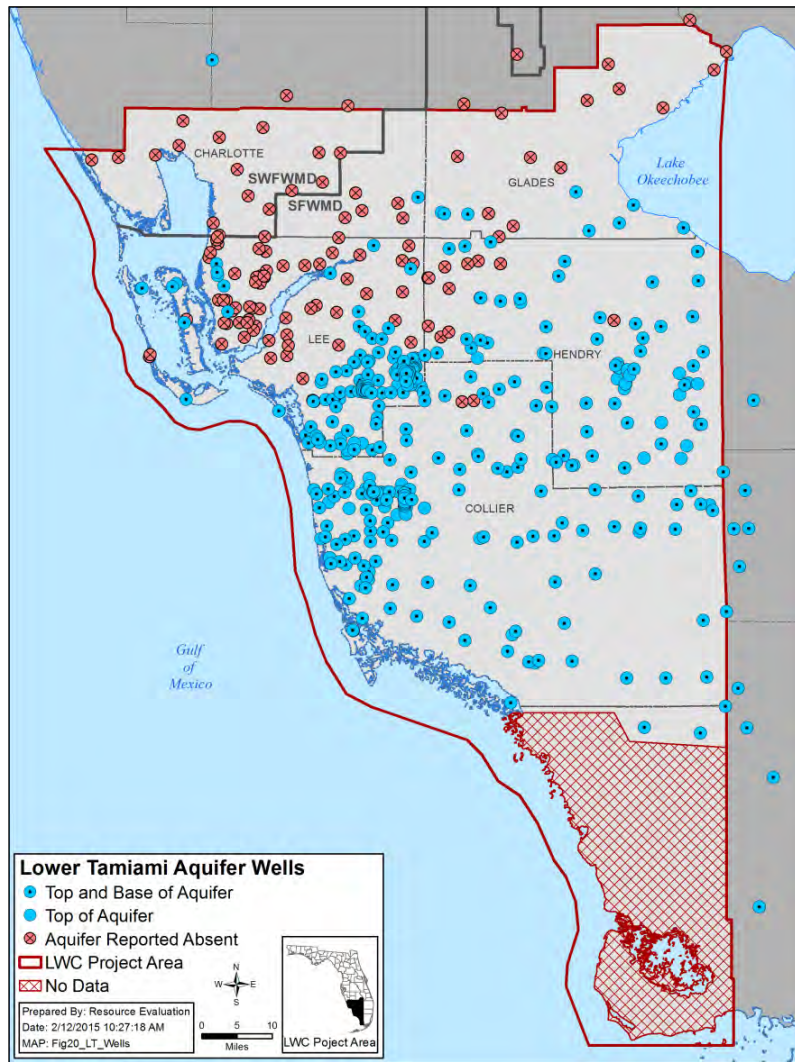 CHARLOTTE
SWFWMD
SFWMD
GLADES
Lake
Okeechobee
LEE
HENDRY
COLLIER
Gulf
of
Mexico
Lower Tamiami Aquifer Wells
Top and Base of Aquifer
Top of Aquifer
Aquifer Reported Absent
LWC Project Area
No Data
Prepared By: Resource Evaluation
Date: 2/12/2015 10:27:18 AM
MAP: Fig20_LT_Wells
N
W E
S
0 5 10
Miles
LWC Project Area